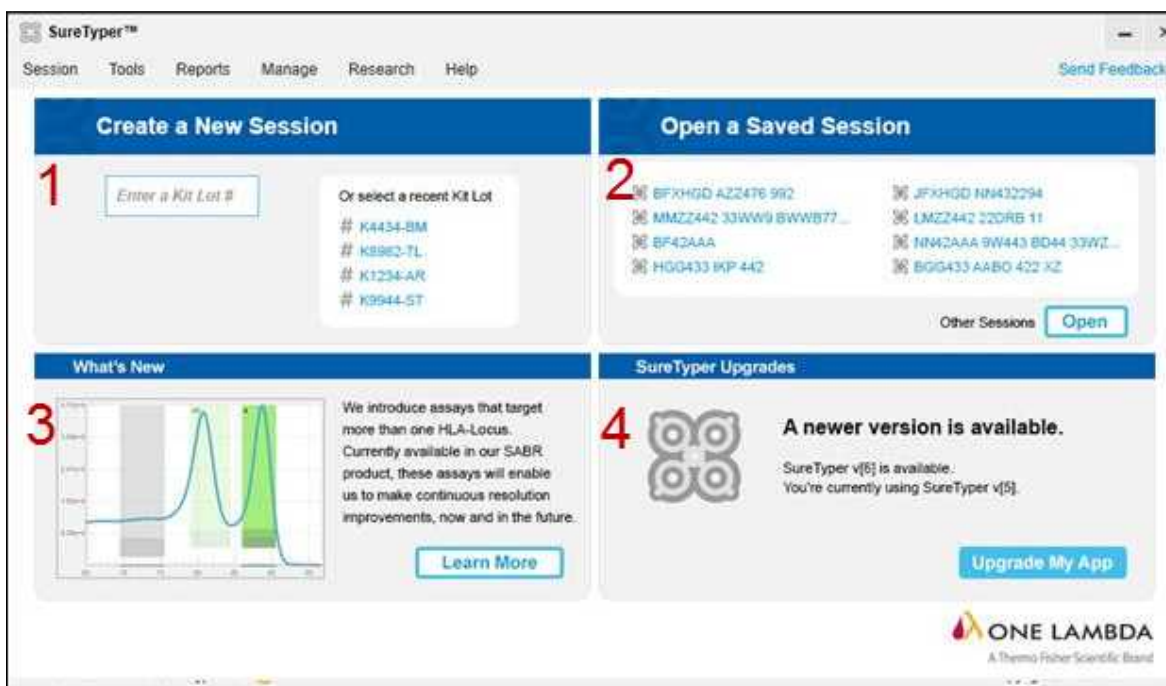 SureTyper™
Session Tools Reports Manage Research Help Send Feedback
Create a New Session
1
Enter a Kit Lot #
Or select a recent Kit Lot
# K4434-BM
# K8982-TL
# K1234-AR
# K9944-ST
Open a Saved Session
2
BFXHGD AZZ476 992
MMZZ442 33WW9 BWWB77...
BF42AAA
HGG433 IKP 442
JFXHGD NN432294
LMZZ442 22DRB 11
NN42AAA 9W443 BD44 33WZ...
BGG433 AABO 422 XZ
Other Sessions Open
What's New
3
We introduce assays that target
more than one HLA-Locus.
Currently available in our SABR
product, these assays will enable
us to make continuous resolution
improvements, now and in the future.
Learn More
SureTyper Upgrades
4
A newer version is available.
SureTyper v[6] is available.
You're currently using SureTyper v[5].
Upgrade My App
ONE LAMBDA
A Thermo Fisher Scientific Brand